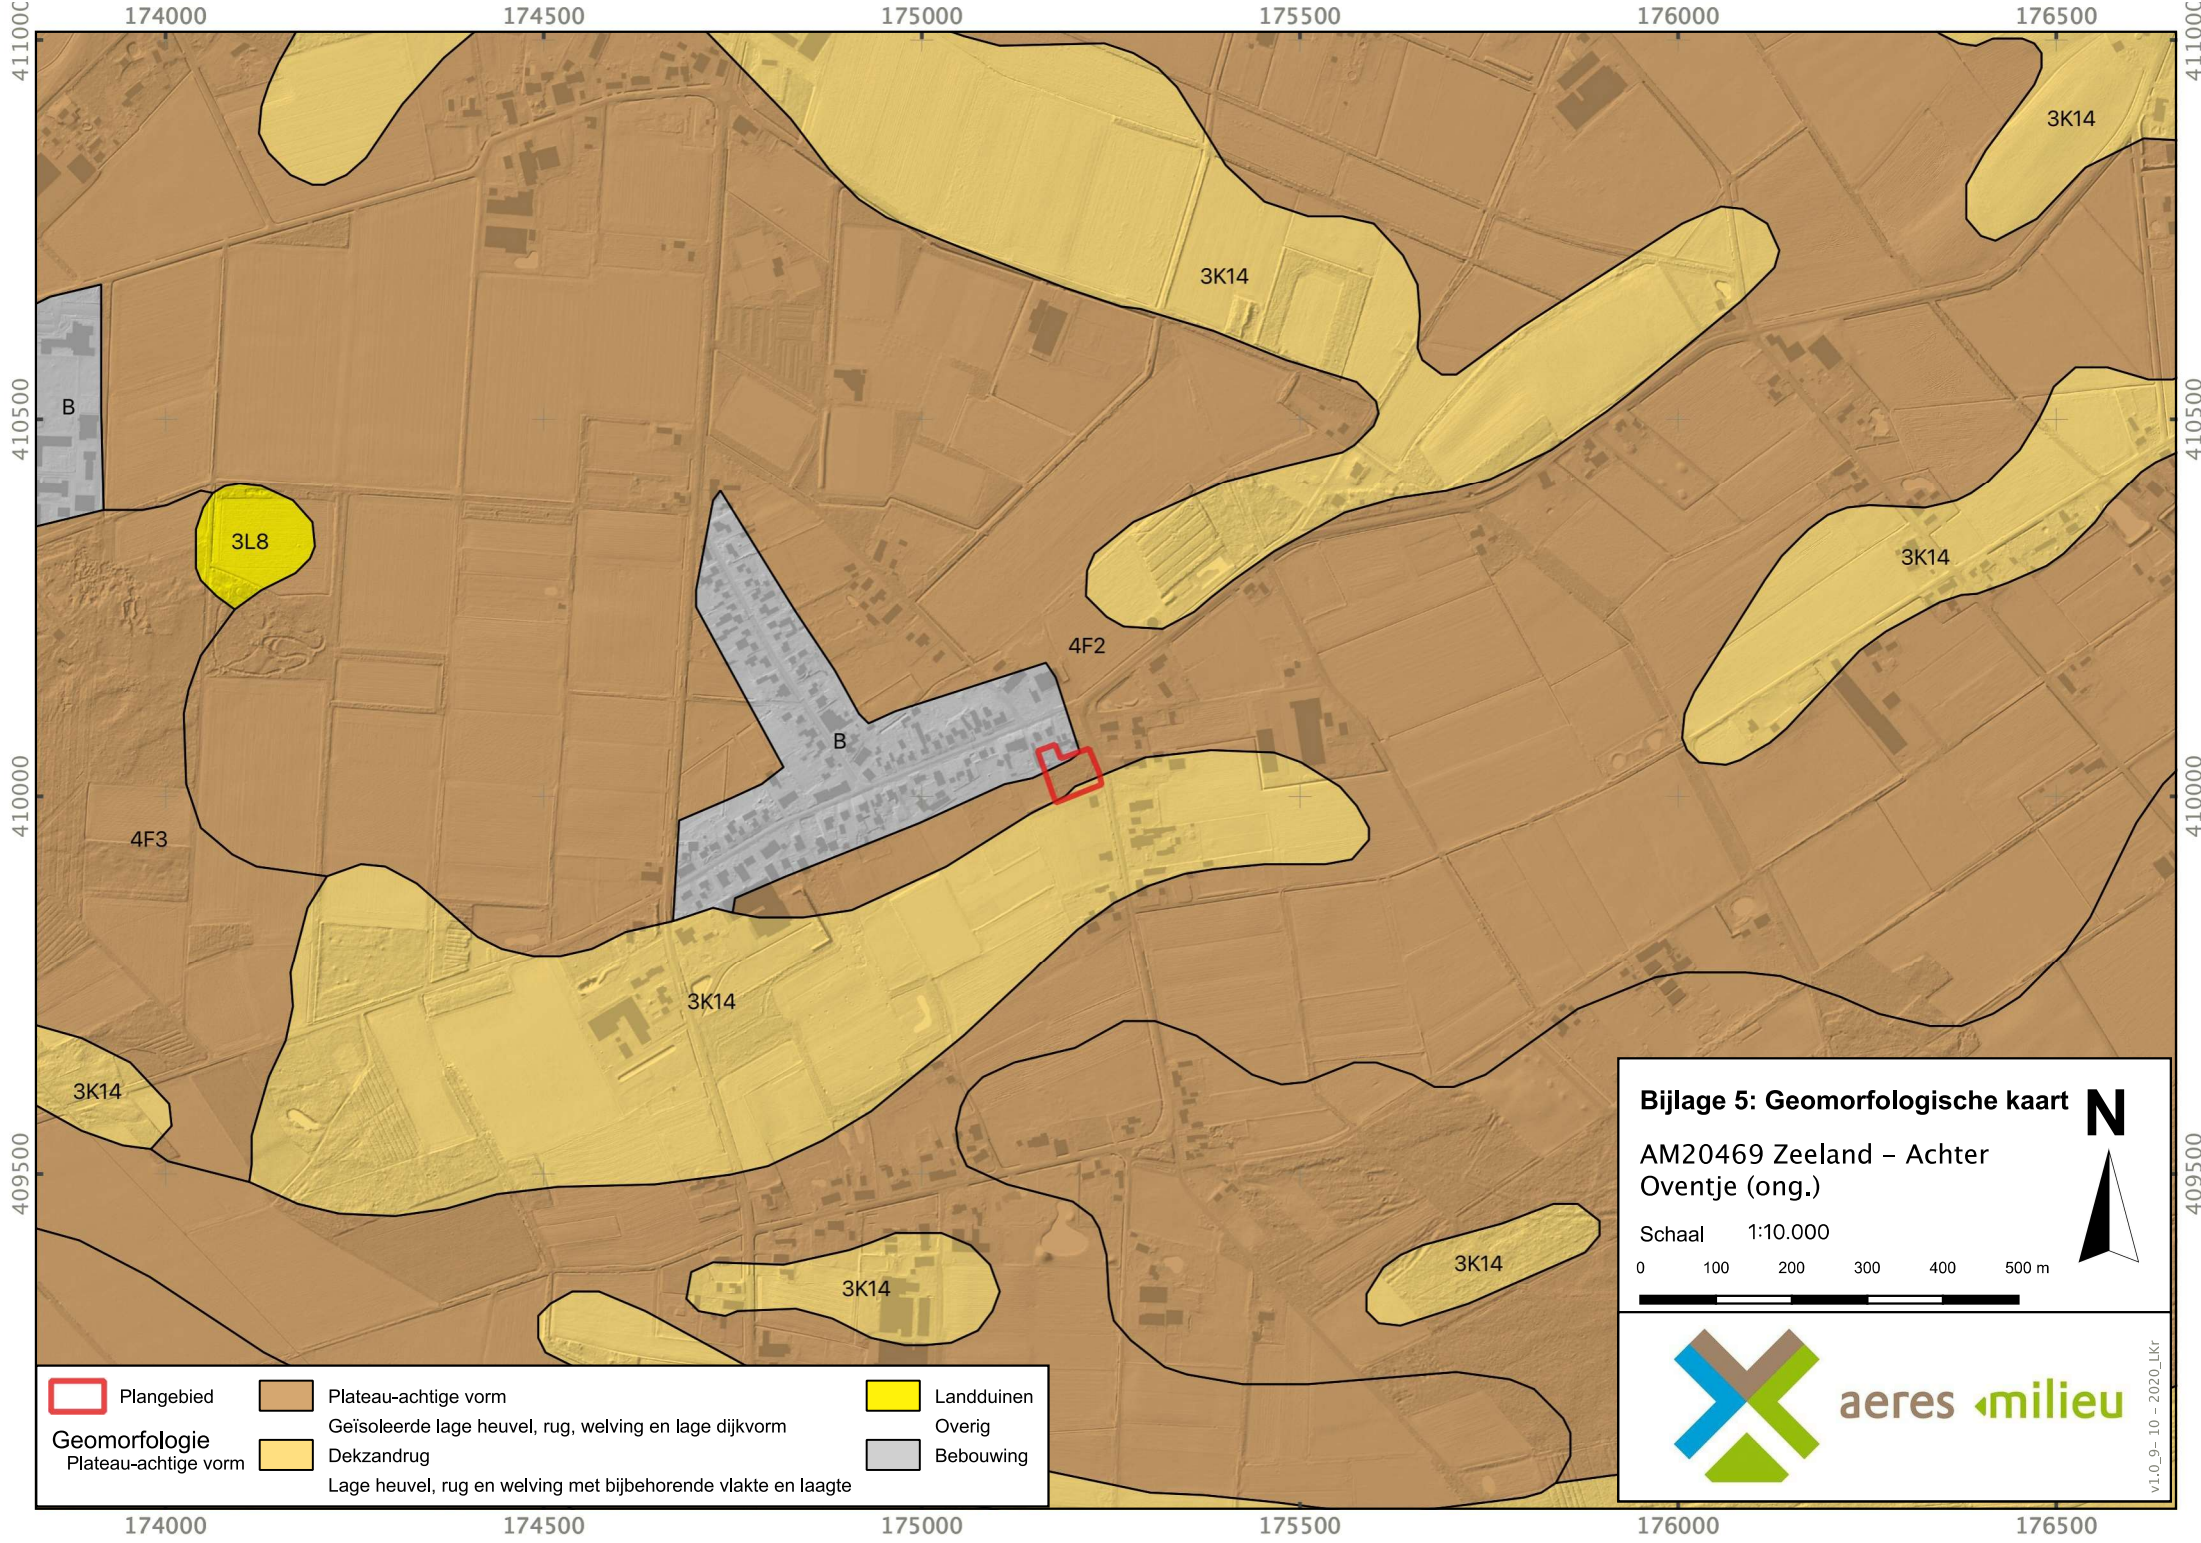 174000 174500 175000 175500 176000 176500
41100
41100
3K14
3K14
410500
410500
B
3L8
3K14
4F2
B
410000
410000
4F3
3K14
3K14
409500
409500
3K14
3K14
Bijlage 5: Geomorfologische kaart
N
AM20469 Zeeland – Achter
Oventje (ong.)
Schaal 1:10.000
0 100 200 300 400 500 m
aeres milieu
v1.0_9- 10 - 2020_LKr
Plangebied
Geomorfologie
Plateau-achtige vorm
Plateau-achtige vorm
Geïsoleerde lage heuvel, rug, welving en lage dijkvorm
Dekzandrug
Lage heuvel, rug en welving met bijbehorende vlakte en laagte
Landduinen
Overig
Bebouwing
174000 174500 175000 175500 176000 176500